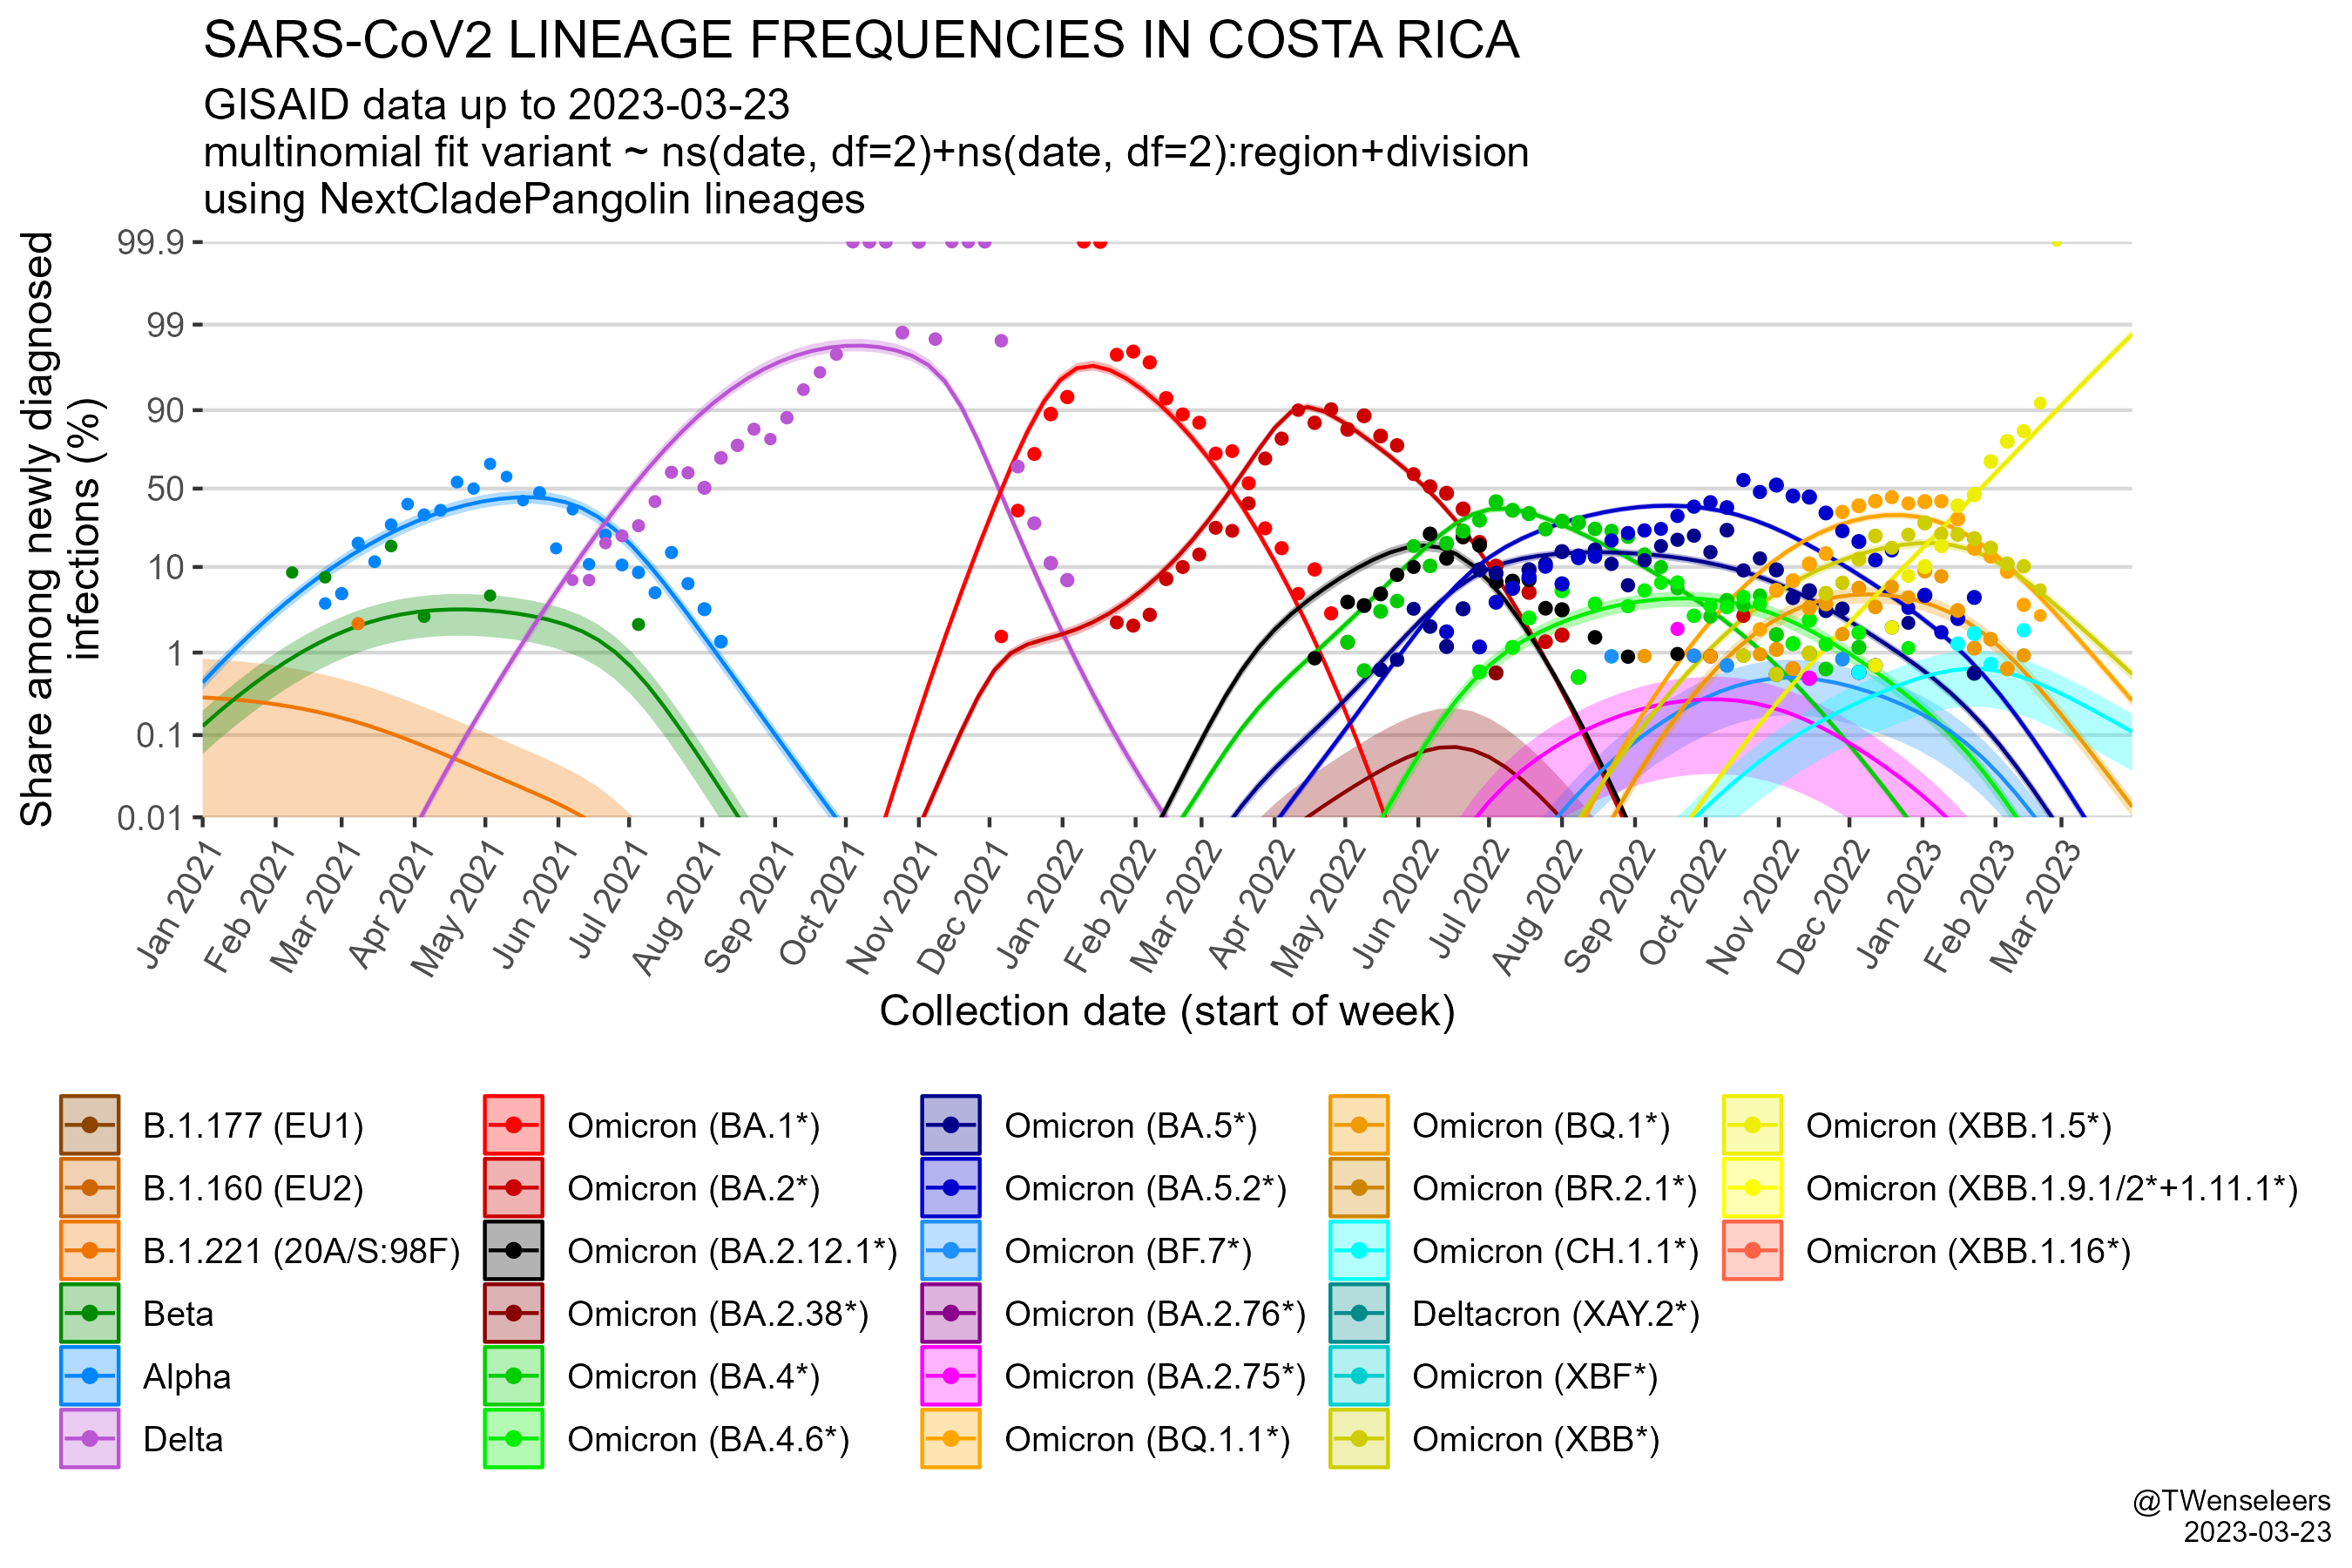 SARS-CoV2 LINEAGE FREQUENCIES IN COSTA RICA
GISAID data up to 2023-03-23
multinomial fit variant ~ ns(date, df=2)+ns(date, df=2):region+division
using NextCladePangolin lineages
Share among newly diagnosed
infections (%)
99.9
99
90
50
10
1
0.1
0.01
Jan 2021
Feb 2021
Mar 2021
Apr 2021
May 2021
Jun 2021
Jul 2021
Aug 2021
Sep 2021
Oct 2021
Nov 2021
Dec 2021
Jan 2022
Feb 2022
Mar 2022
Apr 2022
May 2022
Jun 2022
Jul 2022
Aug 2022
Sep 2022
Oct 2022
Nov 2022
Dec 2022
Jan 2023
Feb 2023
Mar 2023
Collection date (start of week)
B.1.177 (EU1)
B.1.160 (EU2)
B.1.221 (20A/S:98F)
Beta
Alpha
Delta
Omicron (BA.1*)
Omicron (BA.2*)
Omicron (BA.2.12.1*)
Omicron (BA.2.38*)
Omicron (BA.4*)
Omicron (BA.4.6*)
Omicron (BA.5*)
Omicron (BA.5.2*)
Omicron (BF.7*)
Omicron (BA.2.76*)
Omicron (BA.2.75*)
Omicron (BQ.1.1*)
Omicron (BQ.1*)
Omicron (BR.2.1*)
Omicron (CH.1.1*)
Deltacron (XAY.2*)
Omicron (XBF*)
Omicron (XBB*)
Omicron (XBB.1.5*)
Omicron (XBB.1.9.1/2*+1.11.1*)
Omicron (XBB.1.16*)
@TWenseleers
2023-03-23